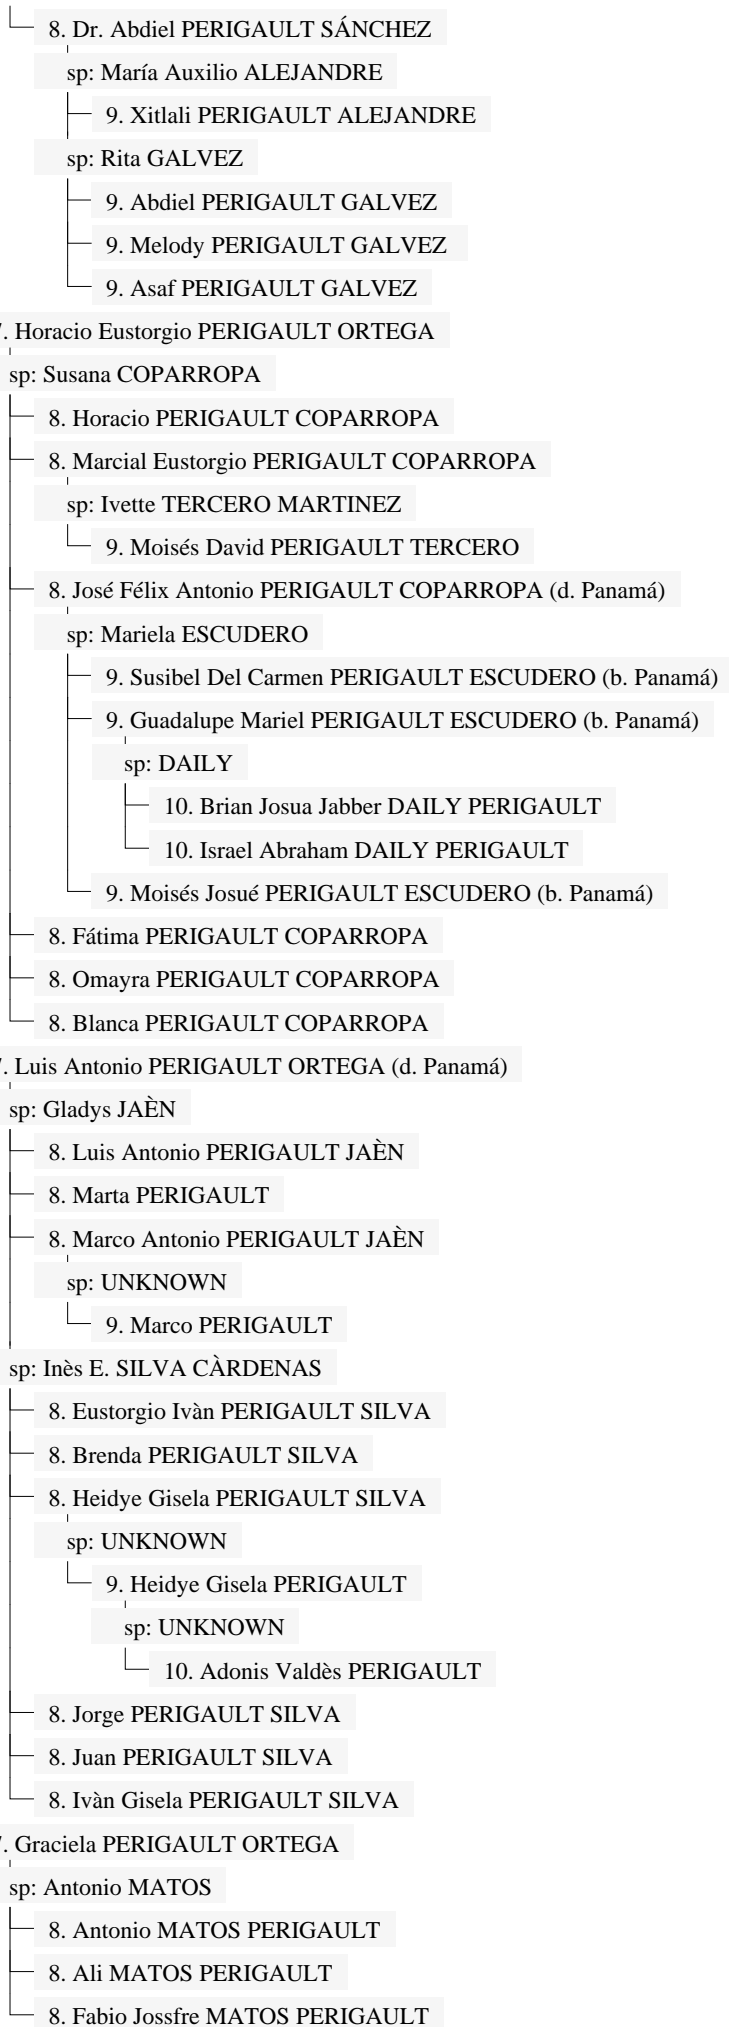 8. Dr. Abdiel PERIGAULT SÁNCHEZ
sp: María Auxilio ALEJANDRE
9. Xitlali PERIGAULT ALEJANDRE
sp: Rita GALVEZ
9. Abdiel PERIGAULT GALVEZ
9. Melody PERIGAULT GALVEZ
9. Asaf PERIGAULT GALVEZ
. Horacio Eustorgio PERIGAULT ORTEGA
sp: Susana COPARROPA
8. Horacio PERIGAULT COPARROPA
8. Marcial Eustorgio PERIGAULT COPARROPA
sp: Ivette TERCERO MARTINEZ
9. Moisés David PERIGAULT TERCERO
8. José Félix Antonio PERIGAULT COPARROPA (d. Panamá)
sp: Mariela ESCUDERO
9. Susibel Del Carmen PERIGAULT ESCUDERO (b. Panamá)
9. Guadalupe Mariel PERIGAULT ESCUDERO (b. Panamá)
sp: DAILY
10. Brian Josua Jabber DAILY PERIGAULT
10. Israel Abraham DAILY PERIGAULT
9. Moisés Josué PERIGAULT ESCUDERO (b. Panamá)
8. Fátima PERIGAULT COPARROPA
8. Omayra PERIGAULT COPARROPA
8. Blanca PERIGAULT COPARROPA
. Luis Antonio PERIGAULT ORTEGA (d. Panamá)
sp: Gladys JAÈN
8. Luis Antonio PERIGAULT JAÈN
8. Marta PERIGAULT
8. Marco Antonio PERIGAULT JAÈN
sp: UNKNOWN
9. Marco PERIGAULT
sp: Inès E. SILVA CÀRDENAS
8. Eustorgio Ivàn PERIGAULT SILVA
8. Brenda PERIGAULT SILVA
8. Heidye Gisela PERIGAULT SILVA
sp: UNKNOWN
9. Heidye Gisela PERIGAULT
sp: UNKNOWN
10. Adonis Valdès PERIGAULT
8. Jorge PERIGAULT SILVA
8. Juan PERIGAULT SILVA
8. Ivàn Gisela PERIGAULT SILVA
. Graciela PERIGAULT ORTEGA
sp: Antonio MATOS
8. Antonio MATOS PERIGAULT
8. Ali MATOS PERIGAULT
8. Fabio Jossfre MATOS PERIGAULT